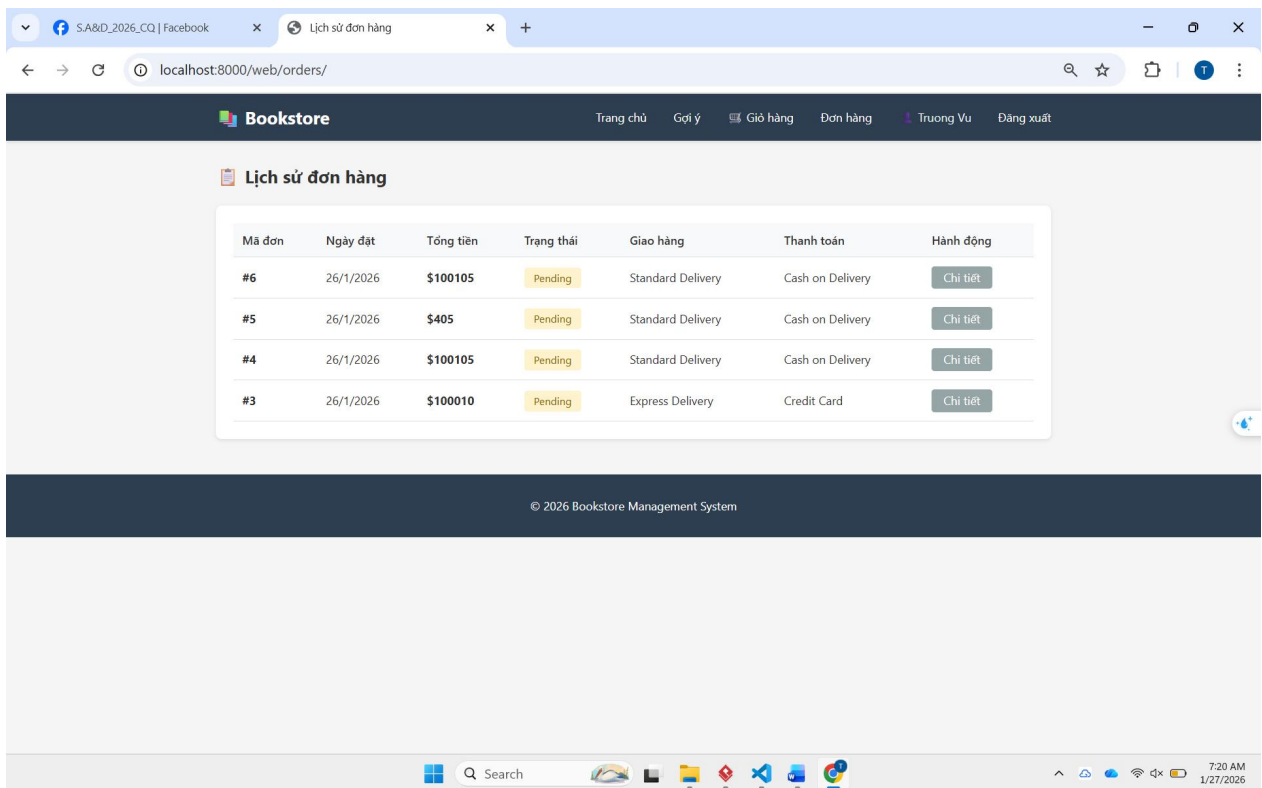 S.A&D_2026_CQ | Facebook
Lịch sử đơn hàng
localhost:8000/web/orders/
T
Bookstore
Trang chủ Gợi ý Giỏ hàng Đơn hàng Truong Vu Đăng xuất
Lịch sử đơn hàng
Mã đơn Ngày đặt Tổng tiền Trạng thái Giao hàng Thanh toán Hành động
#6 26/1/2026 $100105 Pending Standard Delivery Cash on Delivery Chi tiết
#5 26/1/2026 $405 Pending Standard Delivery Cash on Delivery Chi tiết
#4 26/1/2026 $100105 Pending Standard Delivery Cash on Delivery Chi tiết
#3 26/1/2026 $100010 Pending Express Delivery Credit Card Chi tiết
© 2026 Bookstore Management System
Search
7:20 AM
1/27/2026